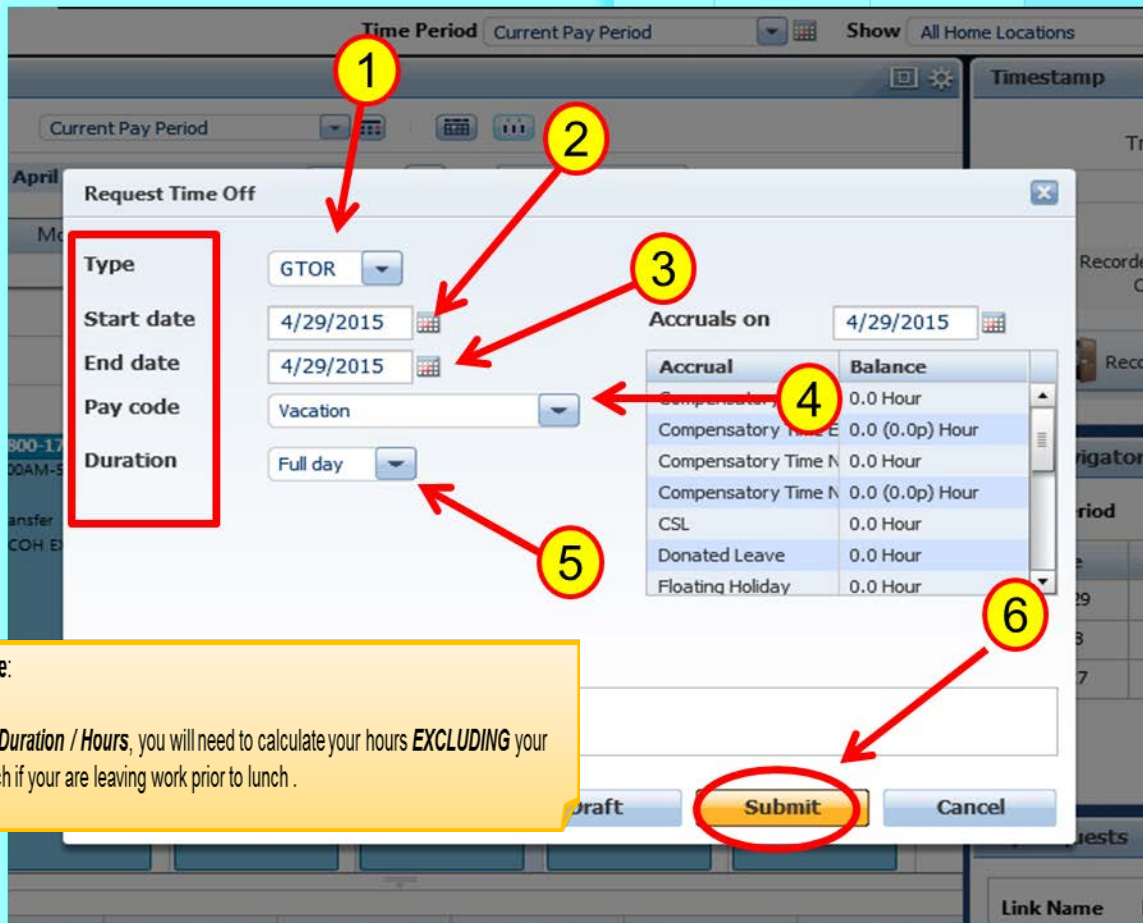 Time Period Current Pay Period Show All Home Locations
1
Timestamp
Current Pay Period
2
April
Request Time Off
Type GTOR
3
Start date 4/29/2015 Accruals on 4/29/2015
End date 4/29/2015 Accrual Balance
4
0.0 Hour
Pay code Vacation
Compensatory Time E 0.0 (0.0p) Hour
Duration Full day Compensatory Time N 0.0 Hour
Compensatory Time N 0.0 (0.0p) Hour
CSL 0.0 Hour
5
Donated Leave 0.0 Hour
Floating Holiday 0.0 Hour
6
Duration / Hours, you will need to calculate your hours EXCLUDING your
if your are leaving work prior to lunch .
Draft Submit Cancel
Link Name